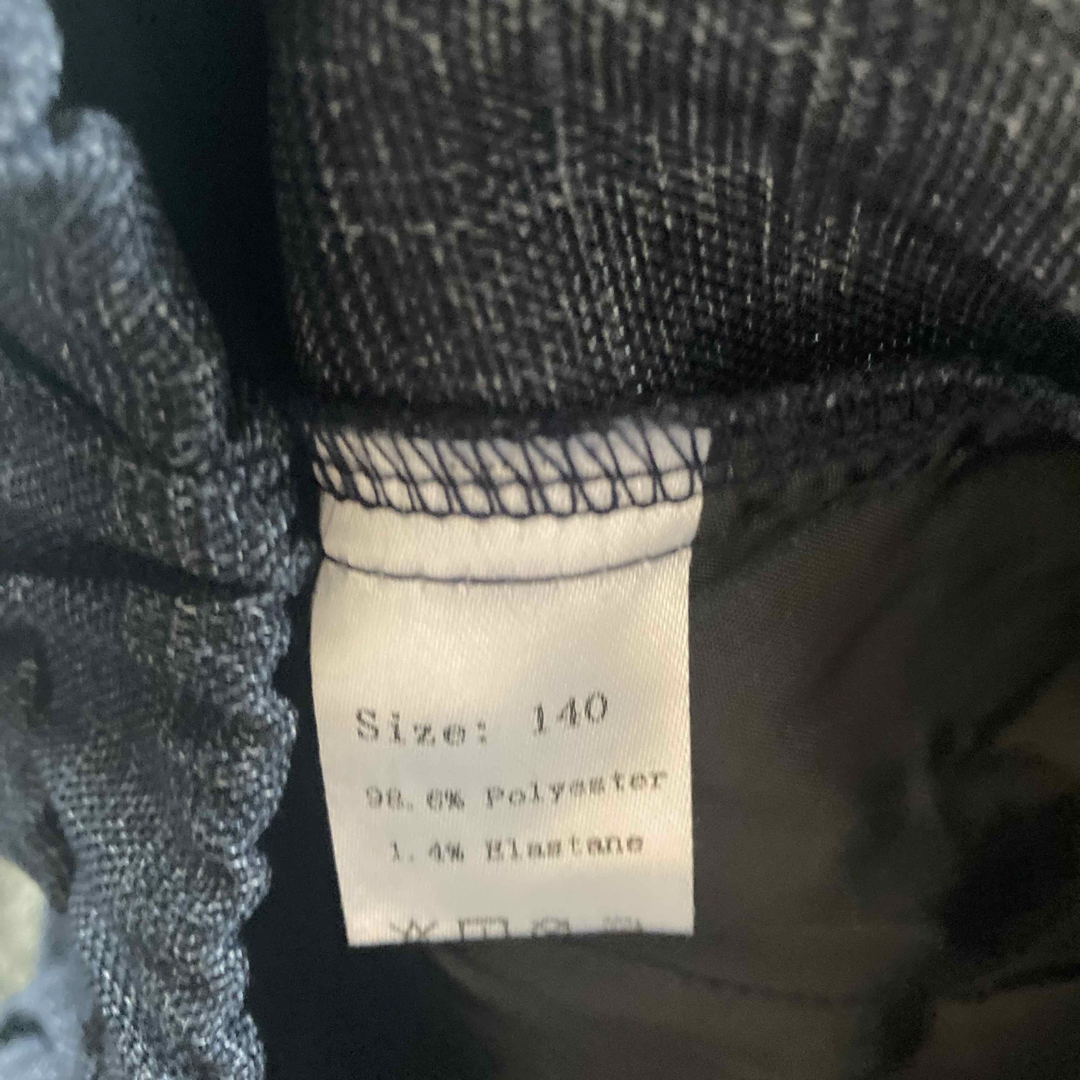 Size: 140
98.6% Polyester
1.4% Elastane